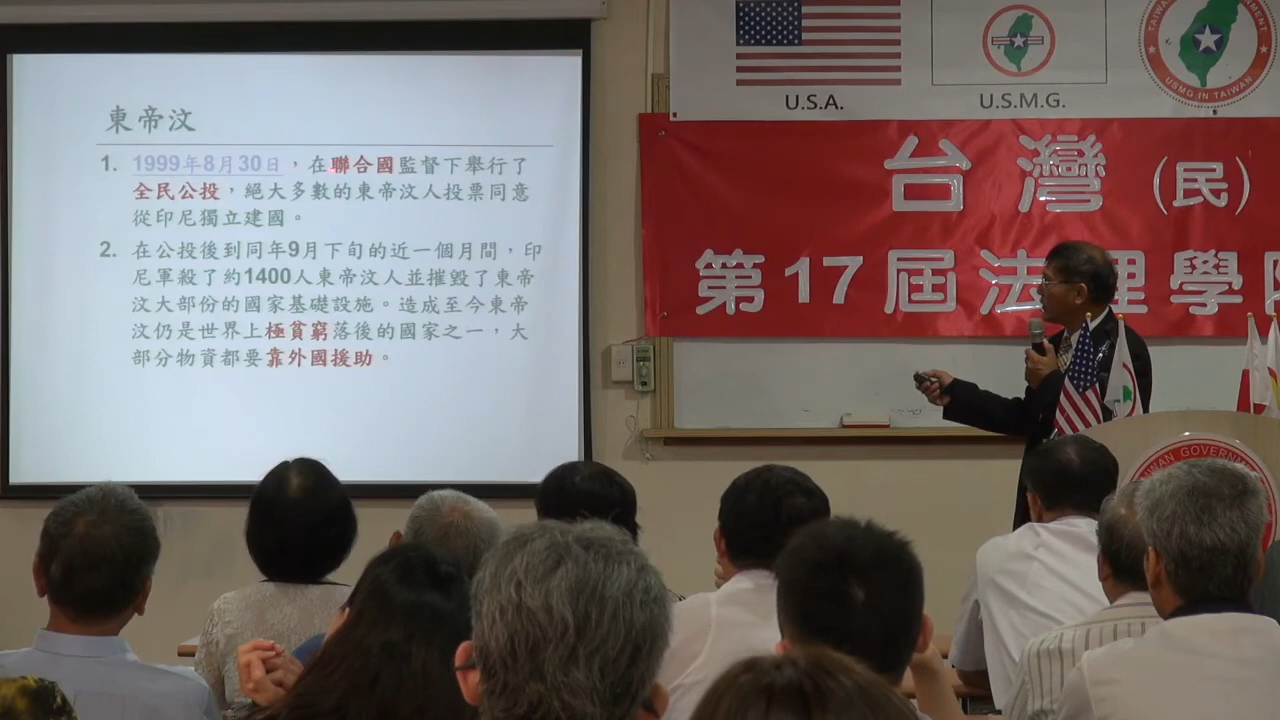 東帝汶
1. 1999年8月30日，在聯合國監督下舉行了
全民公投，絕大多數的東帝汶人投票同意
從印尼獨立建國。
2. 在公投後到同年9月下旬的近一個月間，印
尼軍殺了約1400人東帝汶人並摧毀了東帝
汶大部份的國家基礎設施。造成至今東帝
汶仍是世界上極貧窮落後的國家之一，大
部分物資都要靠外國援助。
U.S.A.
U.S.M.G.
USMG IN TAIWAN
台灣(民)
第17屆法理學
TAIWAN GOVERNMENT